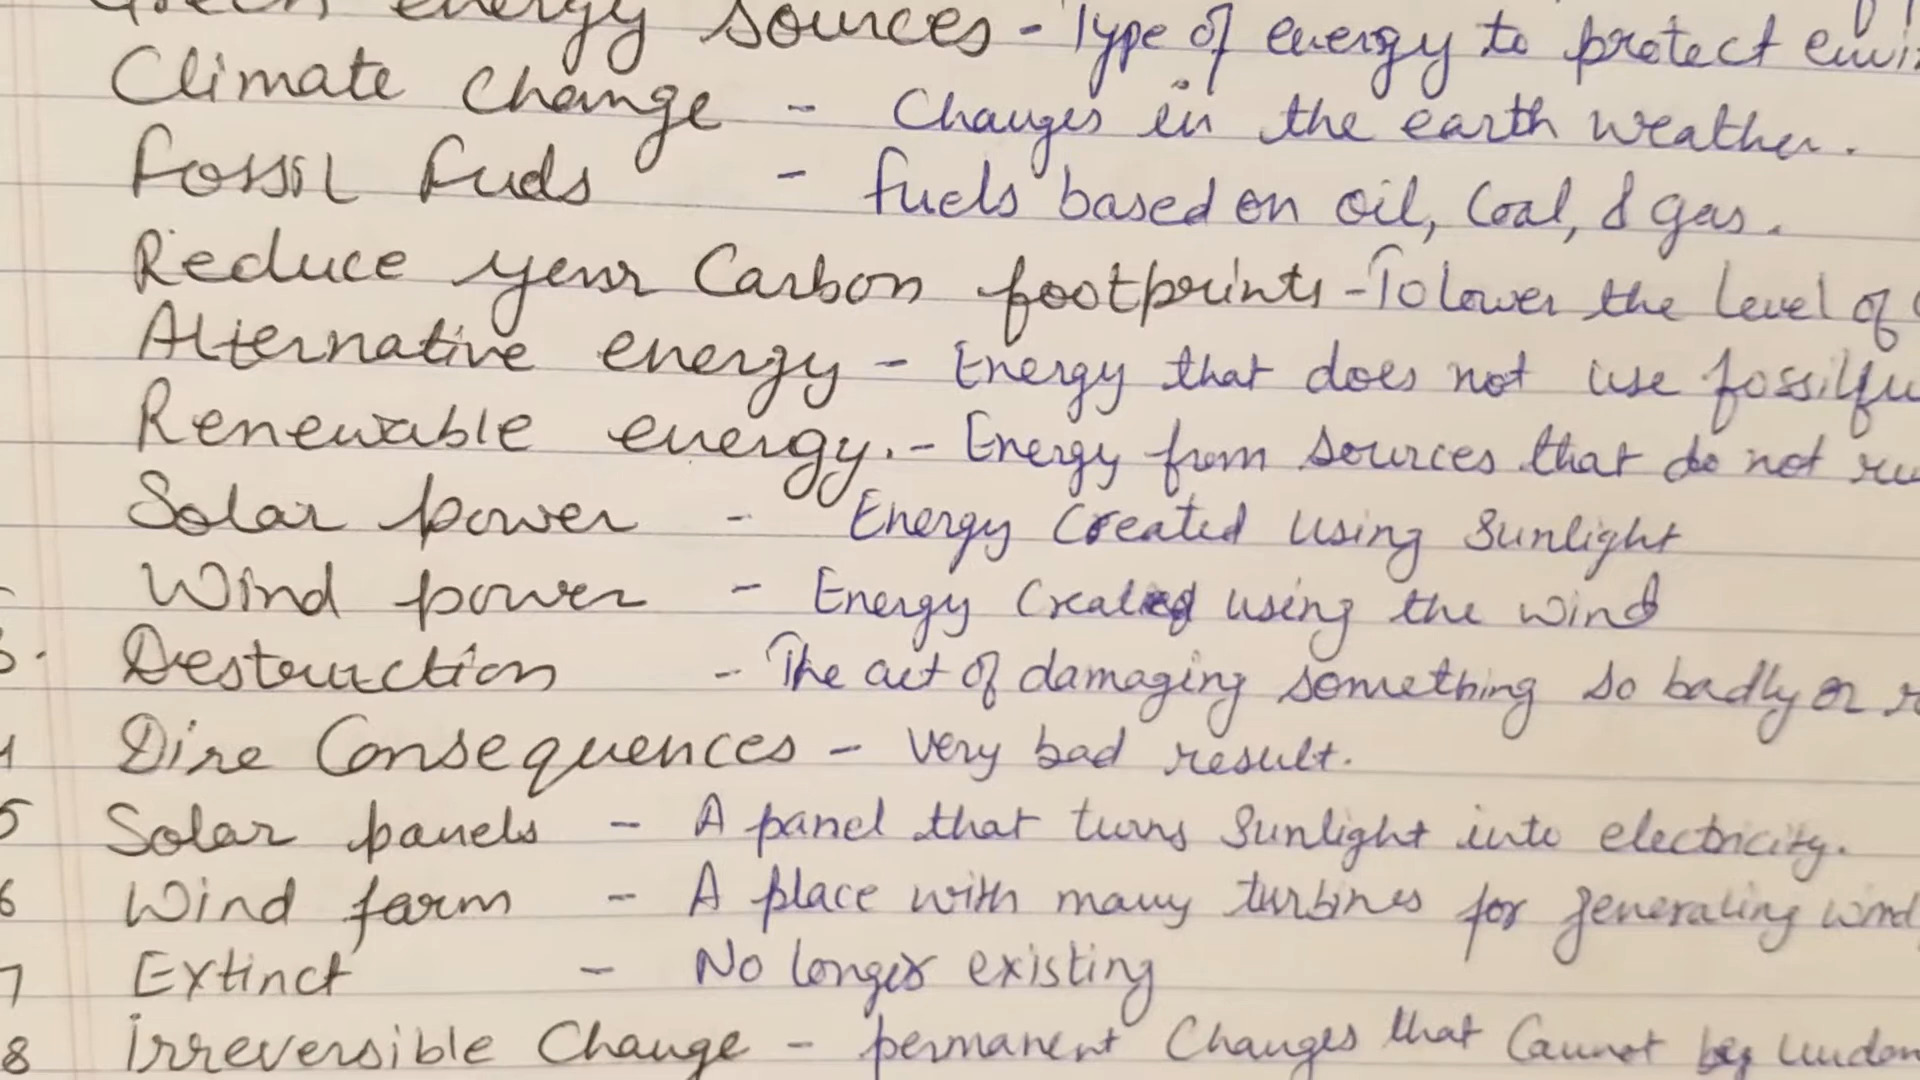 Green energy sources - Type of energy to protect
Climate Change - Changes in the earth weather.
Fossil fuels - fuels based on oil, Coal, & gas.
Reduce your Carbon footprints - To lower the level of
Alternative energy - Energy that does not use fossilfu
Renewable energy. - Energy from sources that do not
Solar power - Energy Created Using Sunlight
Wind power - Energy Created using the wind
Destruction - The act of damaging something so badly or
Dire Consequences - very bad result.
5 Solar panels - A panel that turns Sunlight into electricity.
6 Wind farm - A place with many turbines for generating wind
7 Extinct - No longer existing
8 Irreversible Change - permanent Changes that Cannot be undon